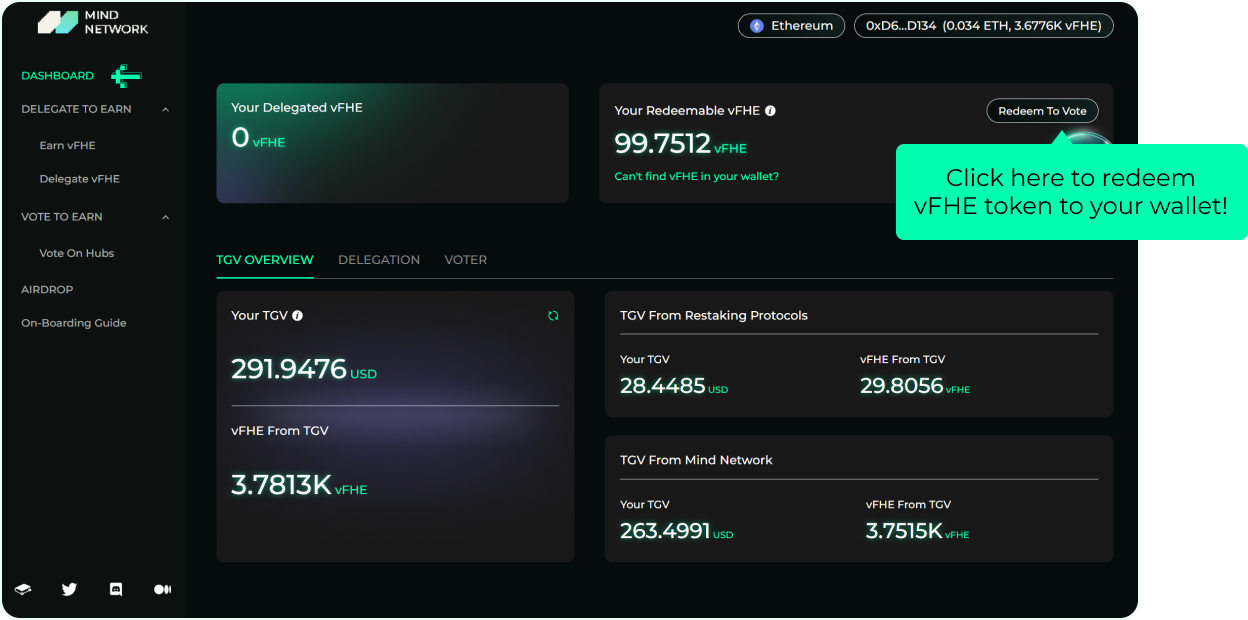 MIND
NETWORK
Ethereum
0xD6...D134 (0.034 ETH, 3.6776K vFHE)
DASHBOARD
DELEGATE TO EARN
Earn vFHE
Delegate vFHE
VOTE TO EARN
Vote On Hubs
AIRDROP
On-Boarding Guide
Your Delegated vFHE
0 vFHE
Your Redeemable vFHE
Redeem To Vote
99.7512 vFHE
Can't find vFHE in your wallet?
Click here to redeem
vFHE token to your wallet!
TGV OVERVIEW DELEGATION VOTER
Your TGV
291.9476 USD
vFHE From TGV
3.7813K vFHE
TGV From Restaking Protocols
Your TGV vFHE From TGV
28.4485 USD 29.8056 vFHE
TGV From Mind Network
Your TGV vFHE From TGV
263.4991 USD 3.7515K vFHE